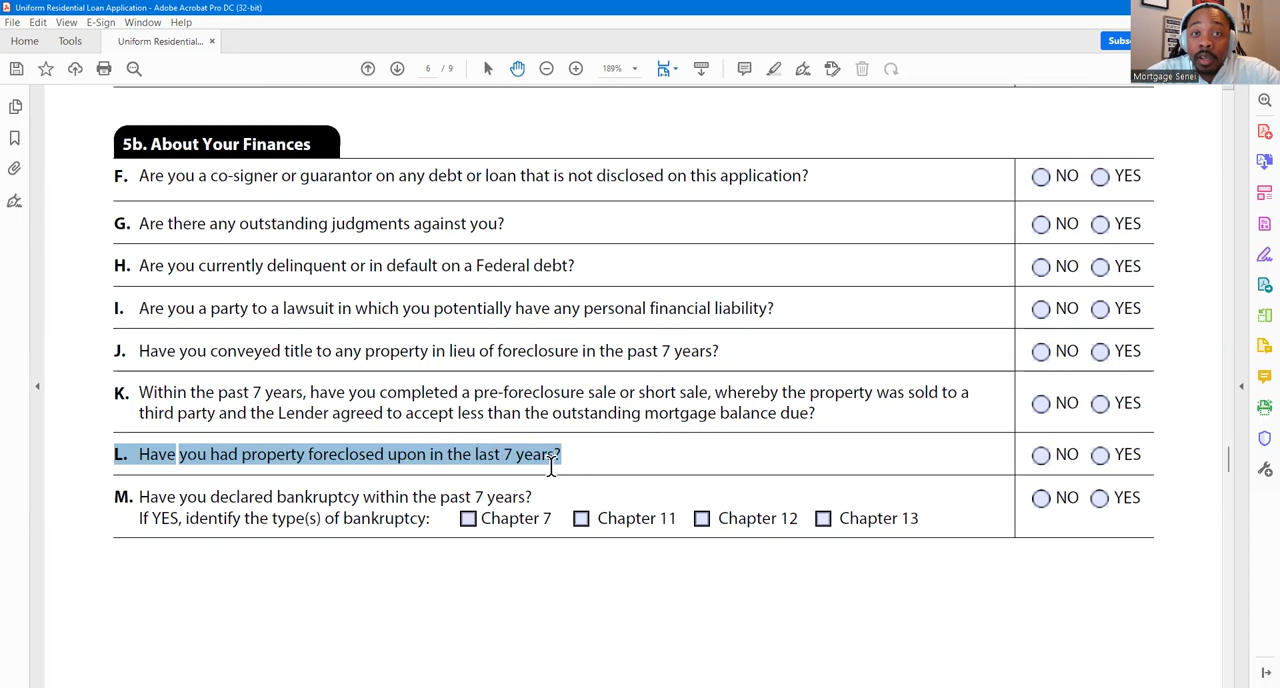 Uniform Residential Loan Application - Adobe Acrobat Pro DC (32-bit)
File Edit View E-Sign Window Help
Home Tools Uniform Residential... ×
Subs
6 / 9 189%
Mortgage Sensi
5b. About Your Finances
F. Are you a co-signer or guarantor on any debt or loan that is not disclosed on this application? NO YES
G. Are there any outstanding judgments against you? NO YES
H. Are you currently delinquent or in default on a Federal debt? NO YES
I. Are you a party to a lawsuit in which you potentially have any personal financial liability? NO YES
J. Have you conveyed title to any property in lieu of foreclosure in the past 7 years? NO YES
K. Within the past 7 years, have you completed a pre-foreclosure sale or short sale, whereby the property was sold to a
third party and the Lender agreed to accept less than the outstanding mortgage balance due? NO YES
L. Have you had property foreclosed upon in the last 7 years? NO YES
M. Have you declared bankruptcy within the past 7 years? NO YES
If YES, identify the type(s) of bankruptcy: Chapter 7 Chapter 11 Chapter 12 Chapter 13